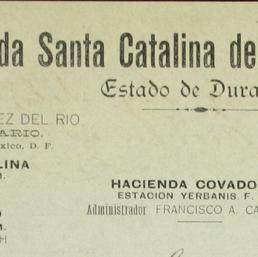 da Santa Catalina de
Estado de Dura
EZ DEL RIO
ARIO.
xico, D. F.
LINA
M.
HACIENDA COVADO
ESTACION YERBANIS. F.
Administrador FRANCISCO A. CA